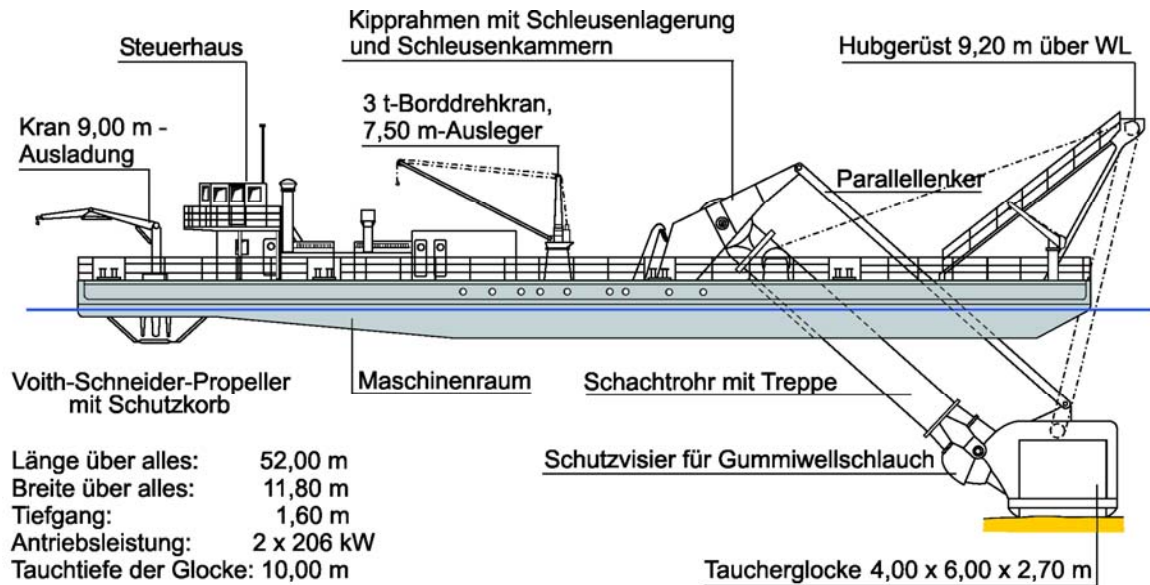 Kipprahmen mit Schleusenlagerung
und Schleusenkammern
Steuerhaus
Hubgerüst 9,20 m über WL
3 t-Borddrehkran,
7,50 m-Ausleger
Kran 9,00 m -
Ausladung
Parallellenker
Voith-Schneider-Propeller
mit Schutzkorb
Maschinenraum
Schachtrohr mit Treppe
Schutzvisier für Gummiwellschlauch
Länge über alles: 52,00 m
Breite über alles: 11,80 m
Tiefgang: 1,60 m
Antriebsleistung: 2 x 206 kW
Tauchtiefe der Glocke: 10,00 m
Taucherglocke 4,00 x 6,00 x 2,70 m